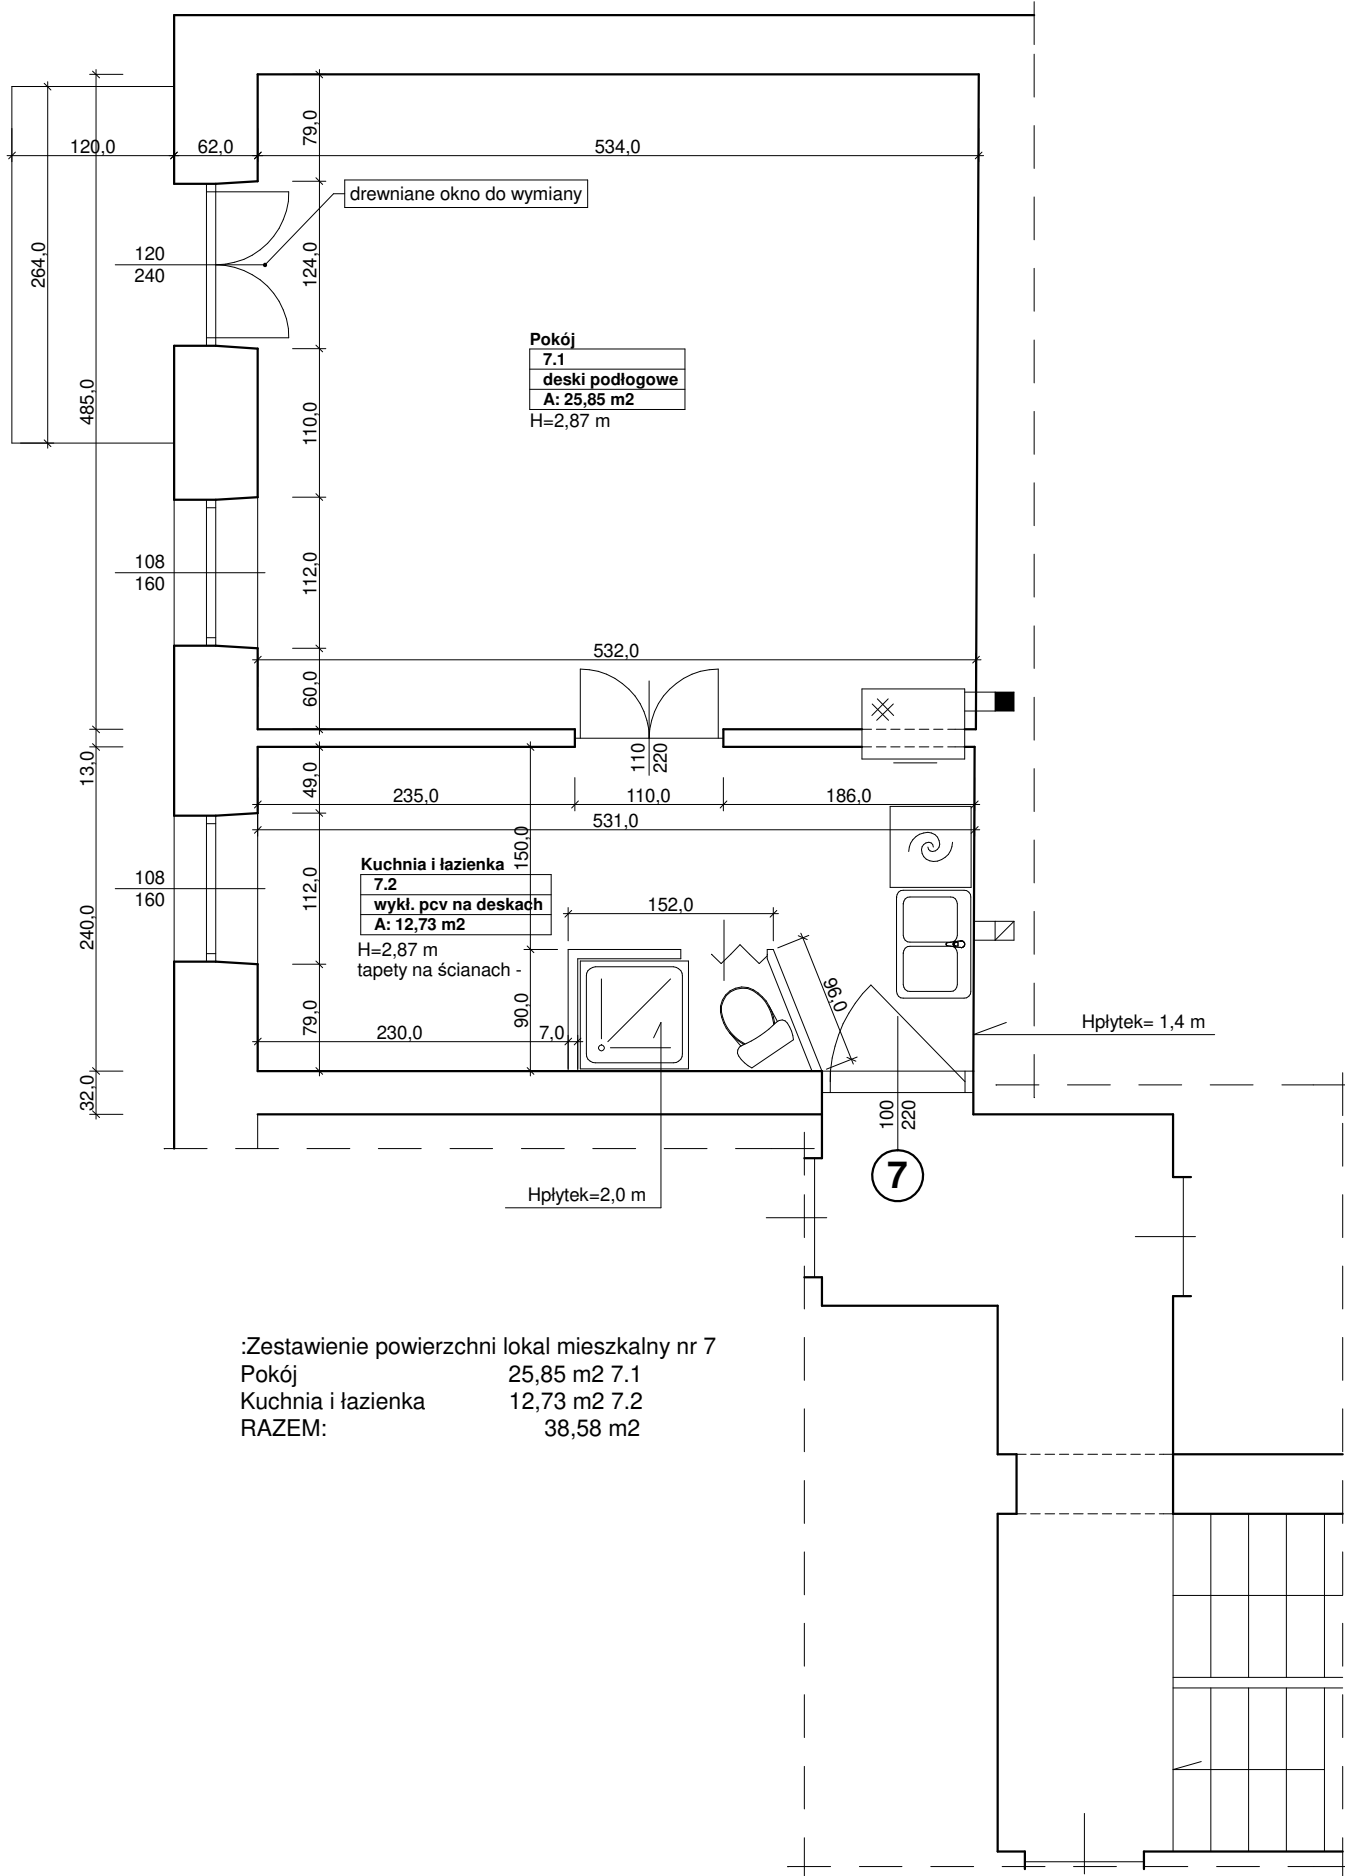 79,0
120,0
62,0
534,0
drewniane okno do wymiany
264,0
120
240
124,0
Pokój
7.1
deski podłogowe
A: 25,85 m2
H=2,87 m
485,0
110,0
108
160
112,0
532,0
60,0
13,0
110
220
49,0
235,0
110,0
186,0
531,0
150,0
Kuchnia i łazienka
7.2
wykł. pcv na deskach
A: 12,73 m2
H=2,87 m
tapety na ścianach -
108
160
112,0
240,0
152,0
96,0
90,0
79,0
230,0
7,0
Hpłytek= 1,4 m
32,0
100
220
7
Hpłytek=2,0 m
:Zestawienie powierzchni lokal mieszkalny nr 7
Pokój 25,85 m2 7.1
Kuchnia i łazienka 12,73 m2 7.2
RAZEM: 38,58 m2